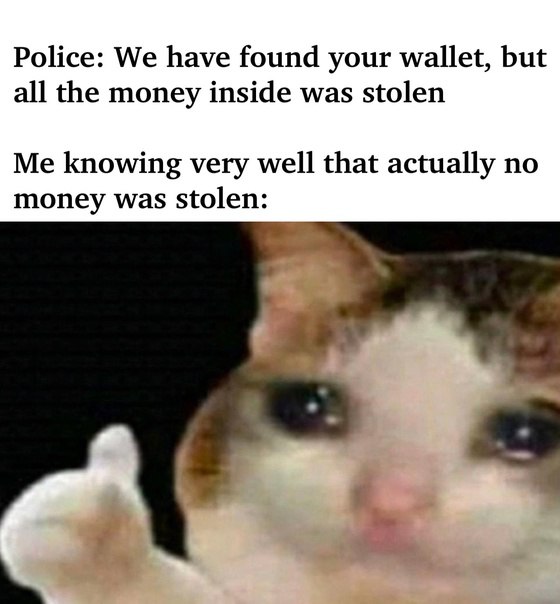 Police: We have found your wallet, but
all the money inside was stolen
Me knowing very well that actually no
money was stolen: